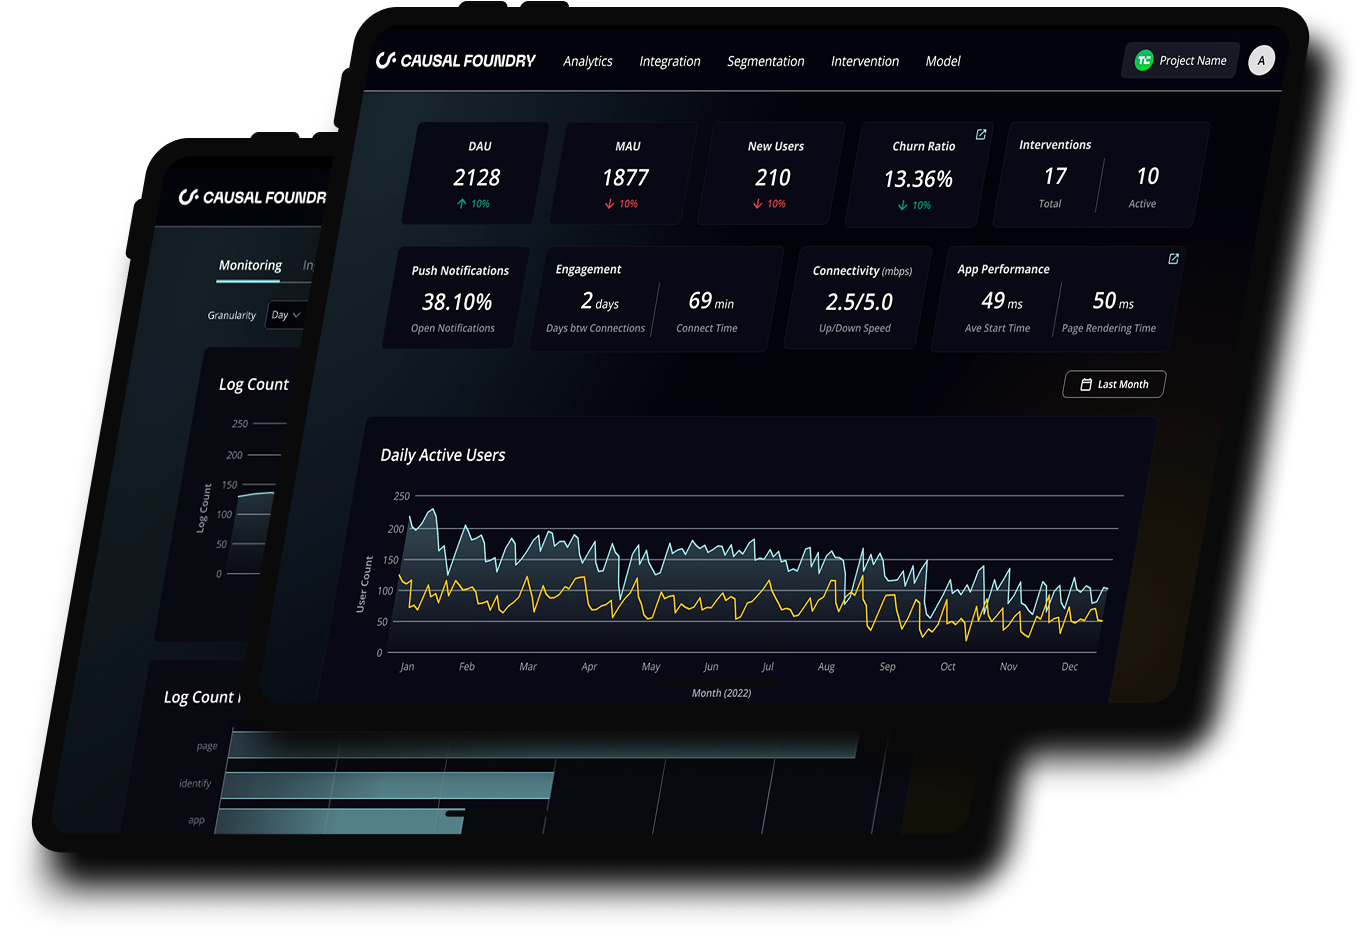 CAUSAL FOUNDRY
Analytics Integration Segmentation Intervention Model
TC Project Name A
DAU
2128
10%
MAU
1877
10%
New Users
210
10%
Churn Ratio
13.36%
10%
Interventions
17 10
Total Active
Push Notifications
38.10%
Open Notifications
Engagement
2 days 69 min
Days btw Connections Connect Time
Connectivity (mbps)
2.5/5.0
Up/Down Speed
App Performance
49 ms 50 ms
Ave Start Time Page Rendering Time
Last Month
Daily Active Users
250
200
150
100
50
0
User Count
Jan Feb Mar Apr May Jun Jul Aug Sep Oct Nov Dec
Month (2022)
CAUSAL FOUNDR
Monitoring In
Granularity Day
Log Count
250
200
150
100
50
0
Log Count
Log Count
page
identify
app